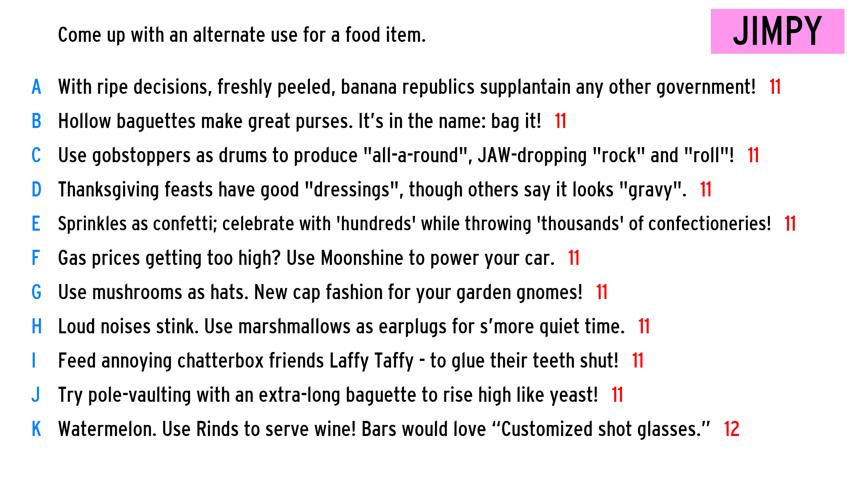 Come up with an alternate use for a food item.
JIMPY
A With ripe decisions, freshly peeled, banana republics supplantain any other government! 11
B Hollow baguettes make great purses. It's in the name: bag it! 11
C Use gobstoppers as drums to produce "all-a-round", JAW-dropping "rock" and "roll"! 11
D Thanksgiving feasts have good "dressings", though others say it looks "gravy". 11
E Sprinkles as confetti; celebrate with 'hundreds' while throwing 'thousands' of confectioneries! 11
F Gas prices getting too high? Use Moonshine to power your car. 11
G Use mushrooms as hats. New cap fashion for your garden gnomes! 11
H Loud noises stink. Use marshmallows as earplugs for s'more quiet time. 11
I Feed annoying chatterbox friends Laffy Taffy - to glue their teeth shut! 11
J Try pole-vaulting with an extra-long baguette to rise high like yeast! 11
K Watermelon. Use Rinds to serve wine! Bars would love “Customized shot glasses.” 12